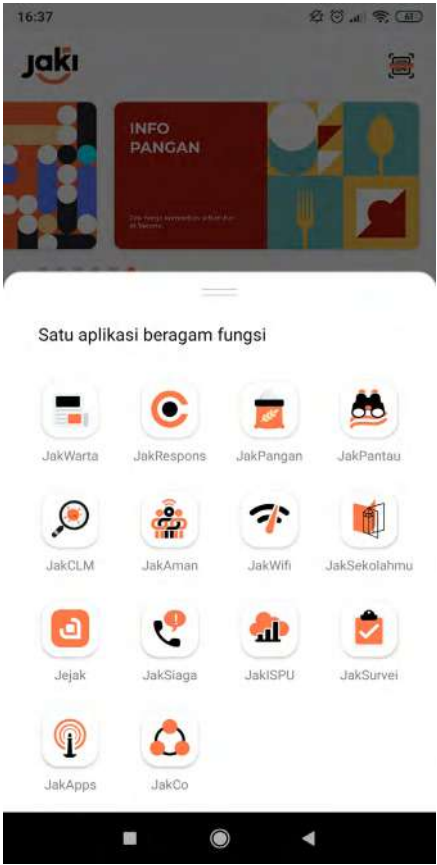 16:37
61
jaki
INFO
PANGAN
Satu aplikasi beragam fungsi
JakWarta JakRespons JakPangan JakPantau
JakCLM JakAman JakWifi JakSekolahmu
Jejak JakSiaga JakISPU JakSurvei
JakApps JakCo